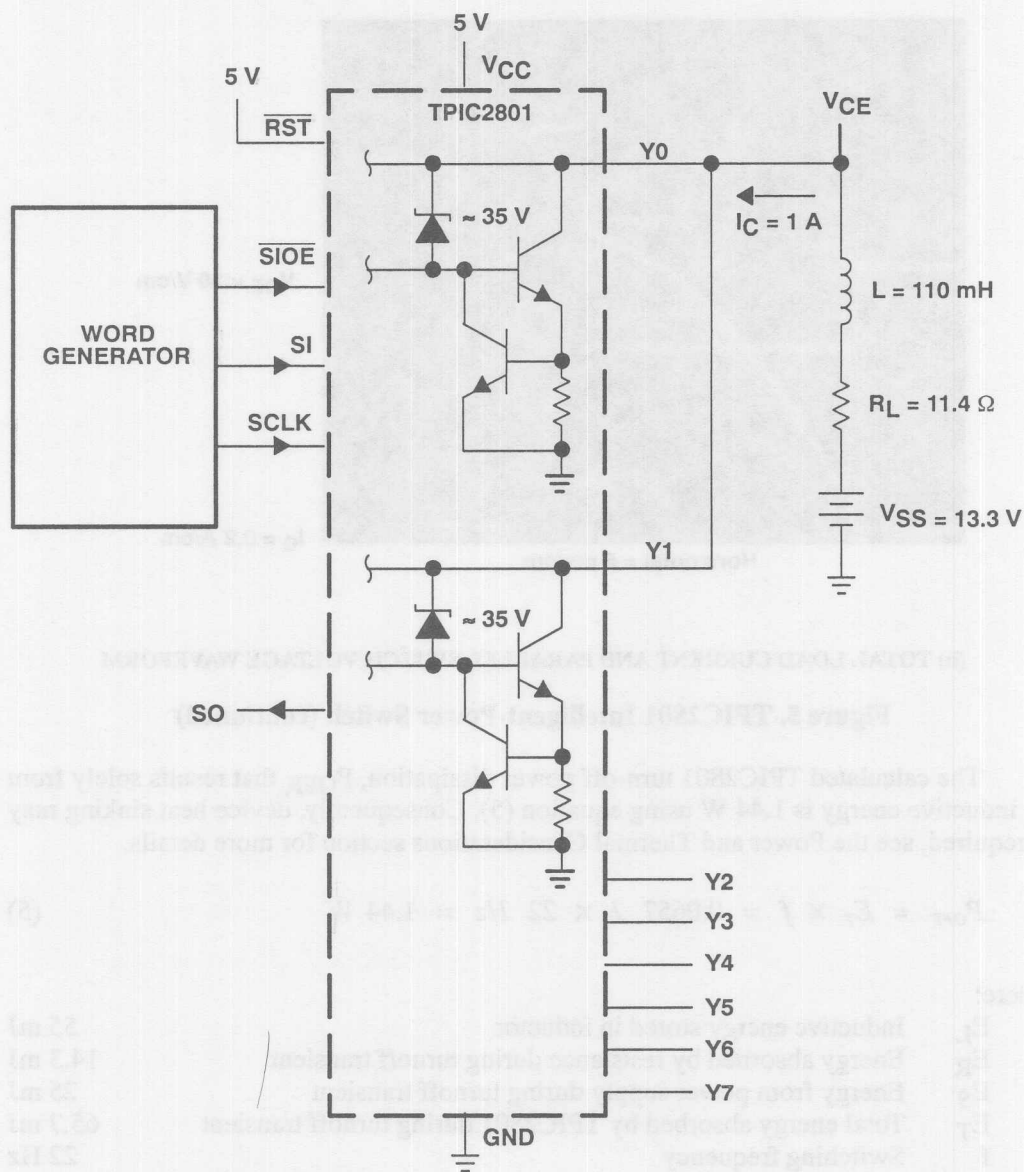 5 V
VCC
5 V
TPIC2801
RST
VCE
Y0
IC = 1 A
≈ 35 V
SIOE
L = 110 mH
WORD
GENERATOR
SI
RL = 11.4 Ω
SCLK
VSS = 13.3 V
Y1
≈ 35 V
SO
Y2
Y3
Y4
Y5
Y6
Y7
GND